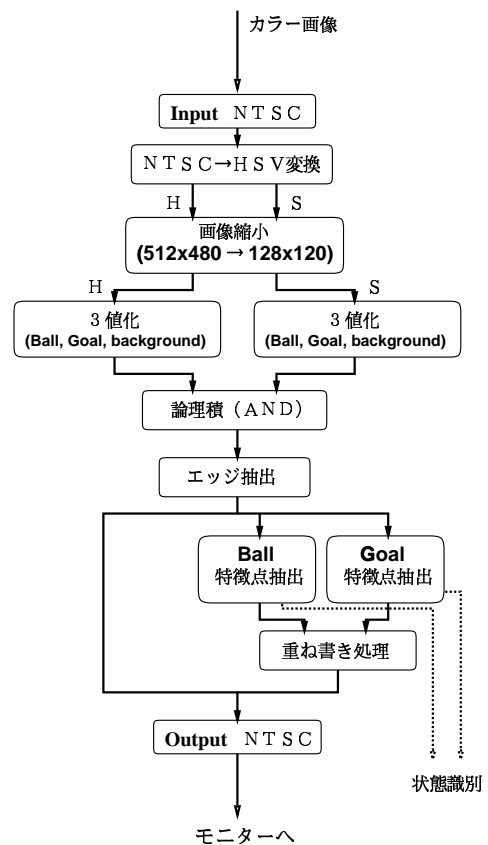 カラー画像
Input ＮＴＳＣ
ＮＴＳＣ→ＨＳＶ変換
Ｈ
Ｓ
画像縮小
(512x480 → 128x120)
Ｈ
Ｓ
３値化
(Ball, Goal, background)
３値化
(Ball, Goal, background)
論理積（ＡＮＤ）
エッジ抽出
Ball
特徴点抽出
Goal
特徴点抽出
重ね書き処理
Output ＮＴＳＣ
状態識別
モニターへ